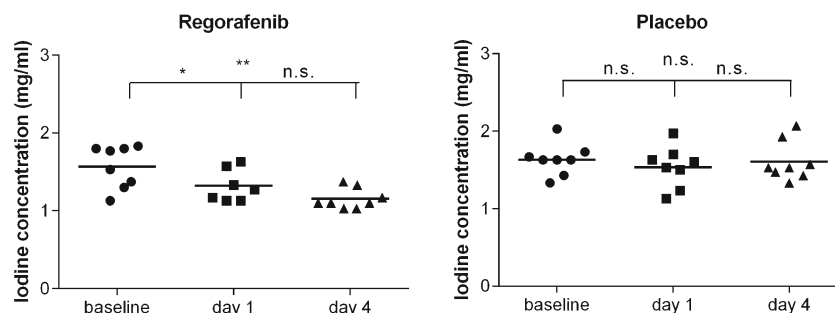 Regorafenib
Iodine concentration (mg/ml)
3
2
1
0
*
**
n.s.
baseline
day 1
day 4
Placebo
Iodine concentration (mg/ml)
3
2
1
0
n.s.
n.s.
n.s.
baseline
day 1
day 4